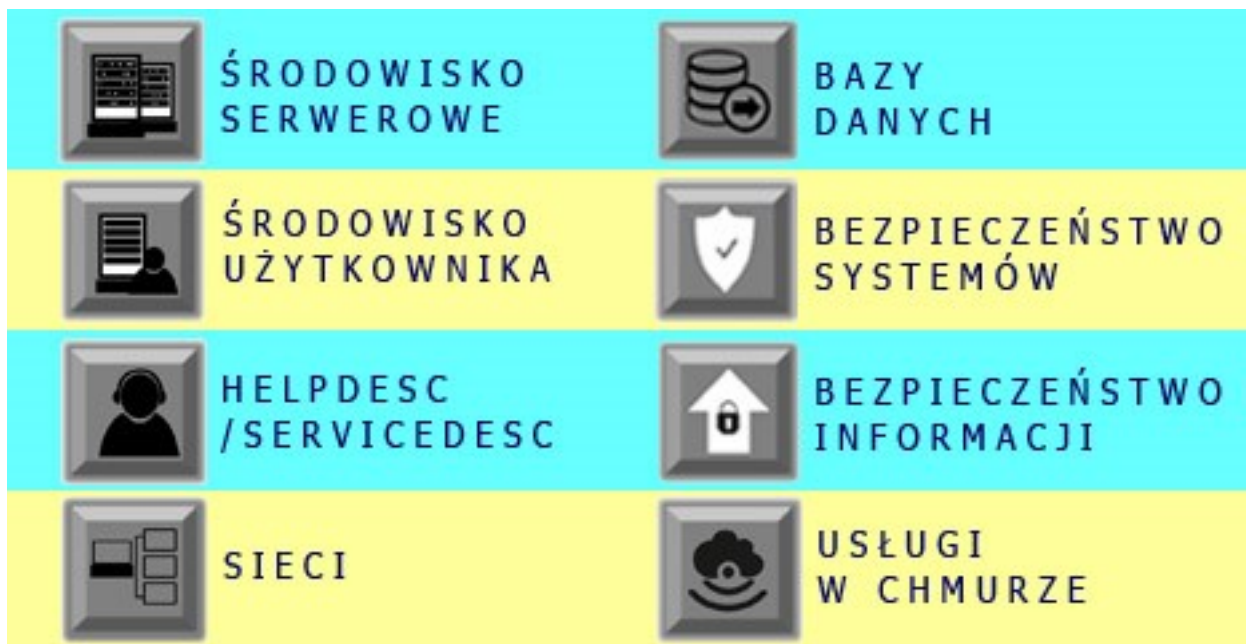 ŚRODOWISKO
SERWEROWE
BAZY
DANYCH
ŚRODOWISKO
UŻYTKOWNIKA
BEZPIECZEŃSTWO
SYSTEMÓW
HELPDESC
/SERVICEDESC
BEZPIECZEŃSTWO
INFORMACJI
SIECI
USŁUGI
W CHMURZE